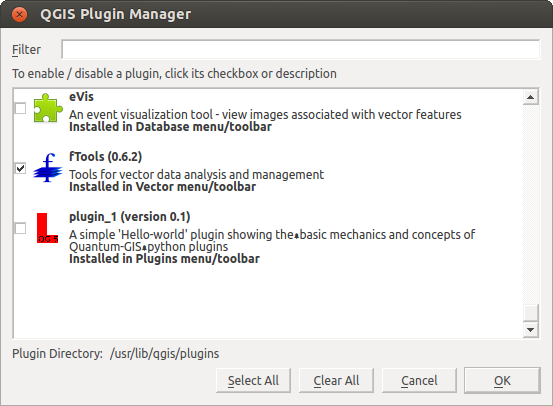 QGIS Plugin Manager
Filter
To enable / disable a plugin, click its checkbox or description
eVis
An event visualization tool - view images associated with vector features
Installed in Database menu/toolbar
fTools (0.6.2)
Tools for vector data analysis and management
Installed in Vector menu/toolbar
plugin_1 (version 0.1)
A simple 'Hello-world' plugin showing the basic mechanics and concepts of
Quantum-GIS python plugins
Installed in Plugins menu/toolbar
Plugin Directory: /usr/lib/qgis/plugins
Select All Clear All Cancel OK